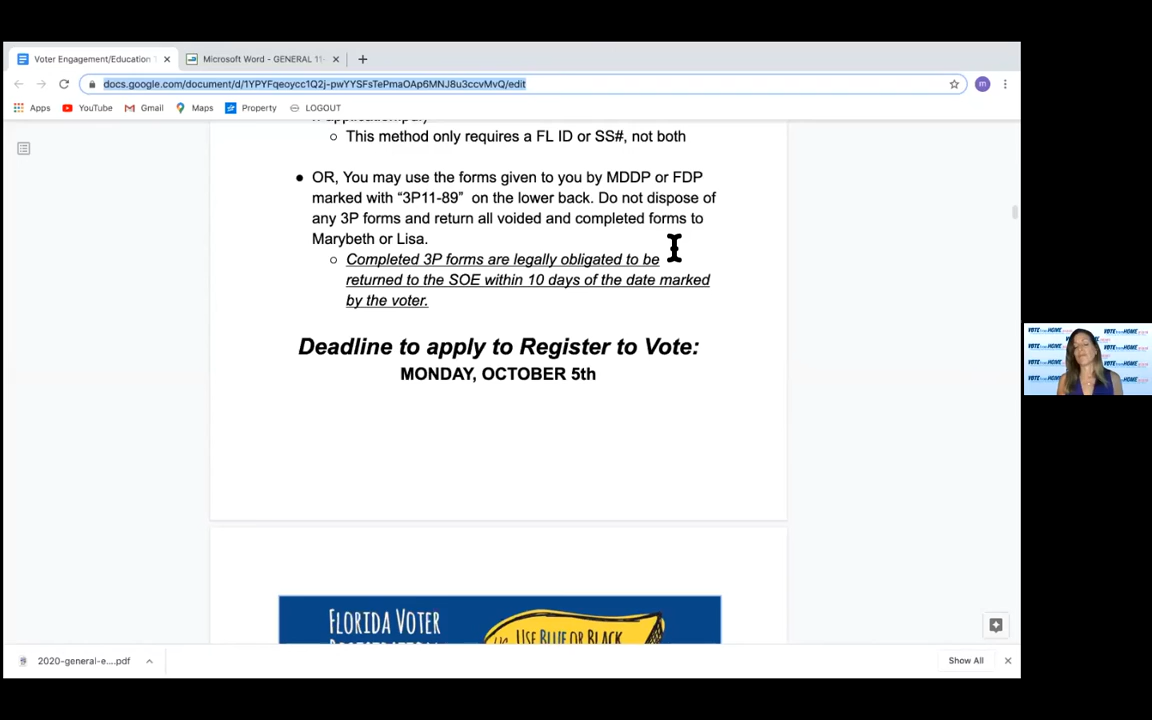 Voter Engagement/Education
Microsoft Word - GENERAL 11-
docs.google.com/document/d/1YPYFqeoycc1Q2j-pwYYSFsTePmaOAp6MNJ8u3ccvMvQ/edit
m
Apps YouTube Gmail Maps Property LOGOUT
○ This method only requires a FL ID or SS#, not both
● OR, You may use the forms given to you by MDDP or FDP
marked with “3P11-89” on the lower back. Do not dispose of
any 3P forms and return all voided and completed forms to
Marybeth or Lisa.
○ Completed 3P forms are legally obligated to be
returned to the SOE within 10 days of the date marked
by the voter.
Deadline to apply to Register to Vote:
MONDAY, OCTOBER 5th
FLORIDA VOTER
USE BLUE OR BLACK
2020-general-e....pdf
Show All